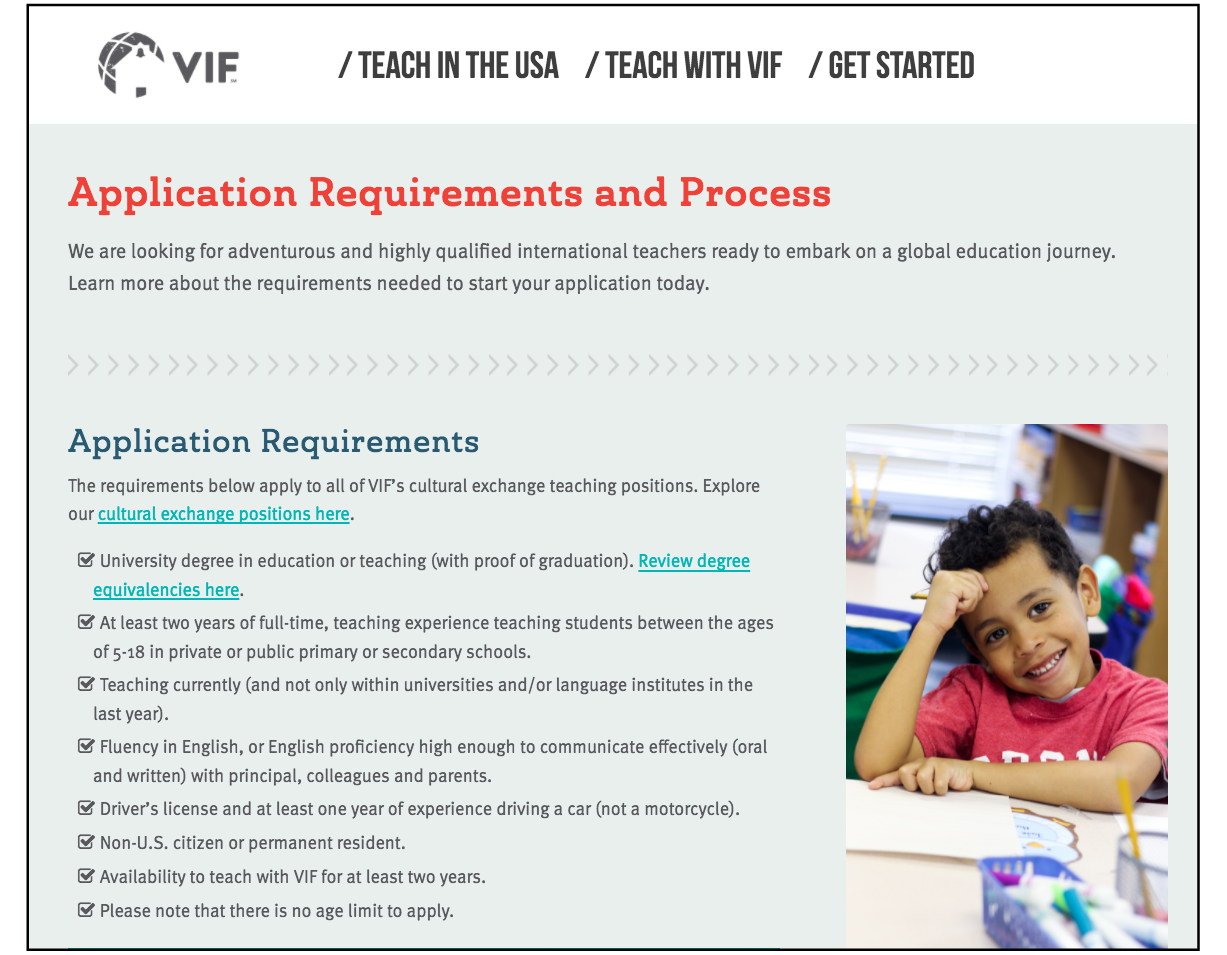 VIF
/ TEACH IN THE USA / TEACH WITH VIF / GET STARTED
Application Requirements and Process
We are looking for adventurous and highly qualified international teachers ready to embark on a global education journey.
Learn more about the requirements needed to start your application today.
Application Requirements
The requirements below apply to all of VIF's cultural exchange teaching positions. Explore
our cultural exchange positions here.
University degree in education or teaching (with proof of graduation). Review degree
equivalencies here.
At least two years of full-time, teaching experience teaching students between the ages
of 5-18 in private or public primary or secondary schools.
Teaching currently (and not only within universities and/or language institutes in the
last year).
Fluency in English, or English proficiency high enough to communicate effectively (oral
and written) with principal, colleagues and parents.
Driver's license and at least one year of experience driving a car (not a motorcycle).
Non-U.S. citizen or permanent resident.
Availability to teach with VIF for at least two years.
Please note that there is no age limit to apply.